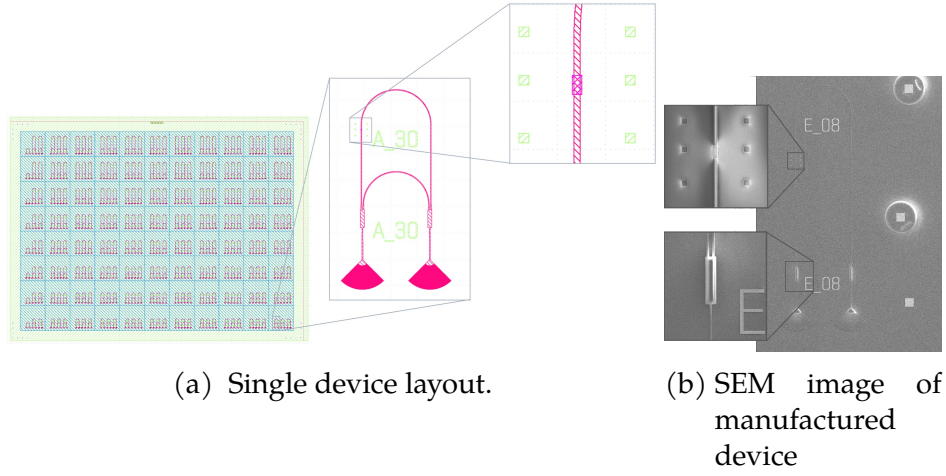 A_30
A_30
E_08
E_08
E
(a) Single device layout.
(b) SEM image of
manufactured
device